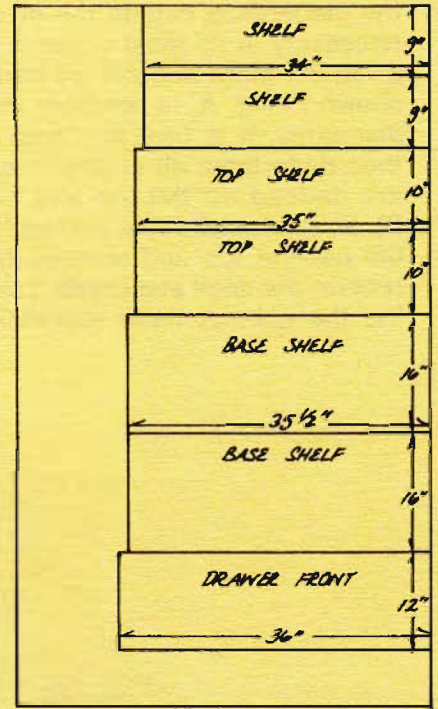 SHELF
9"
34"
SHELF
9"
TOP SHELF
10"
35"
TOP SHELF
10"
BASE SHELF
16"
35 1/2"
BASE SHELF
16"
DRAWER FRONT
12"
36"